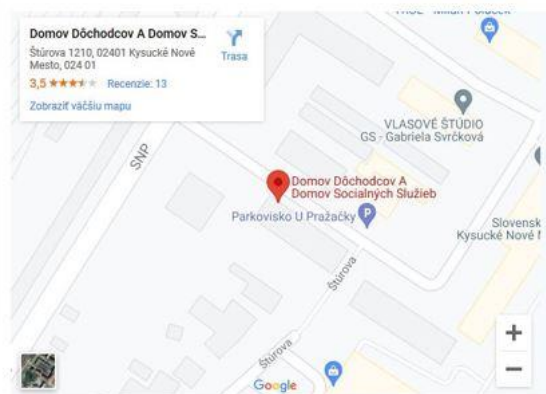 Domov Dôchodcov A Domov S...
Štúrova 1210, 02401 Kysucké Nové
Mesto, 024 01
Trasa
3,5 Recenzie: 13
Zobraziť väčšiu mapu
VLASOVÉ ŠTÚDIO
GS - Gabriela Svrčková
SNP
Domov Dôchodcov A
Domov Socialných Služieb
Parkovisko U Pražačky
P
Slovensk
Kysucké Nové
Štúrova
Štúrova
Google
+
−